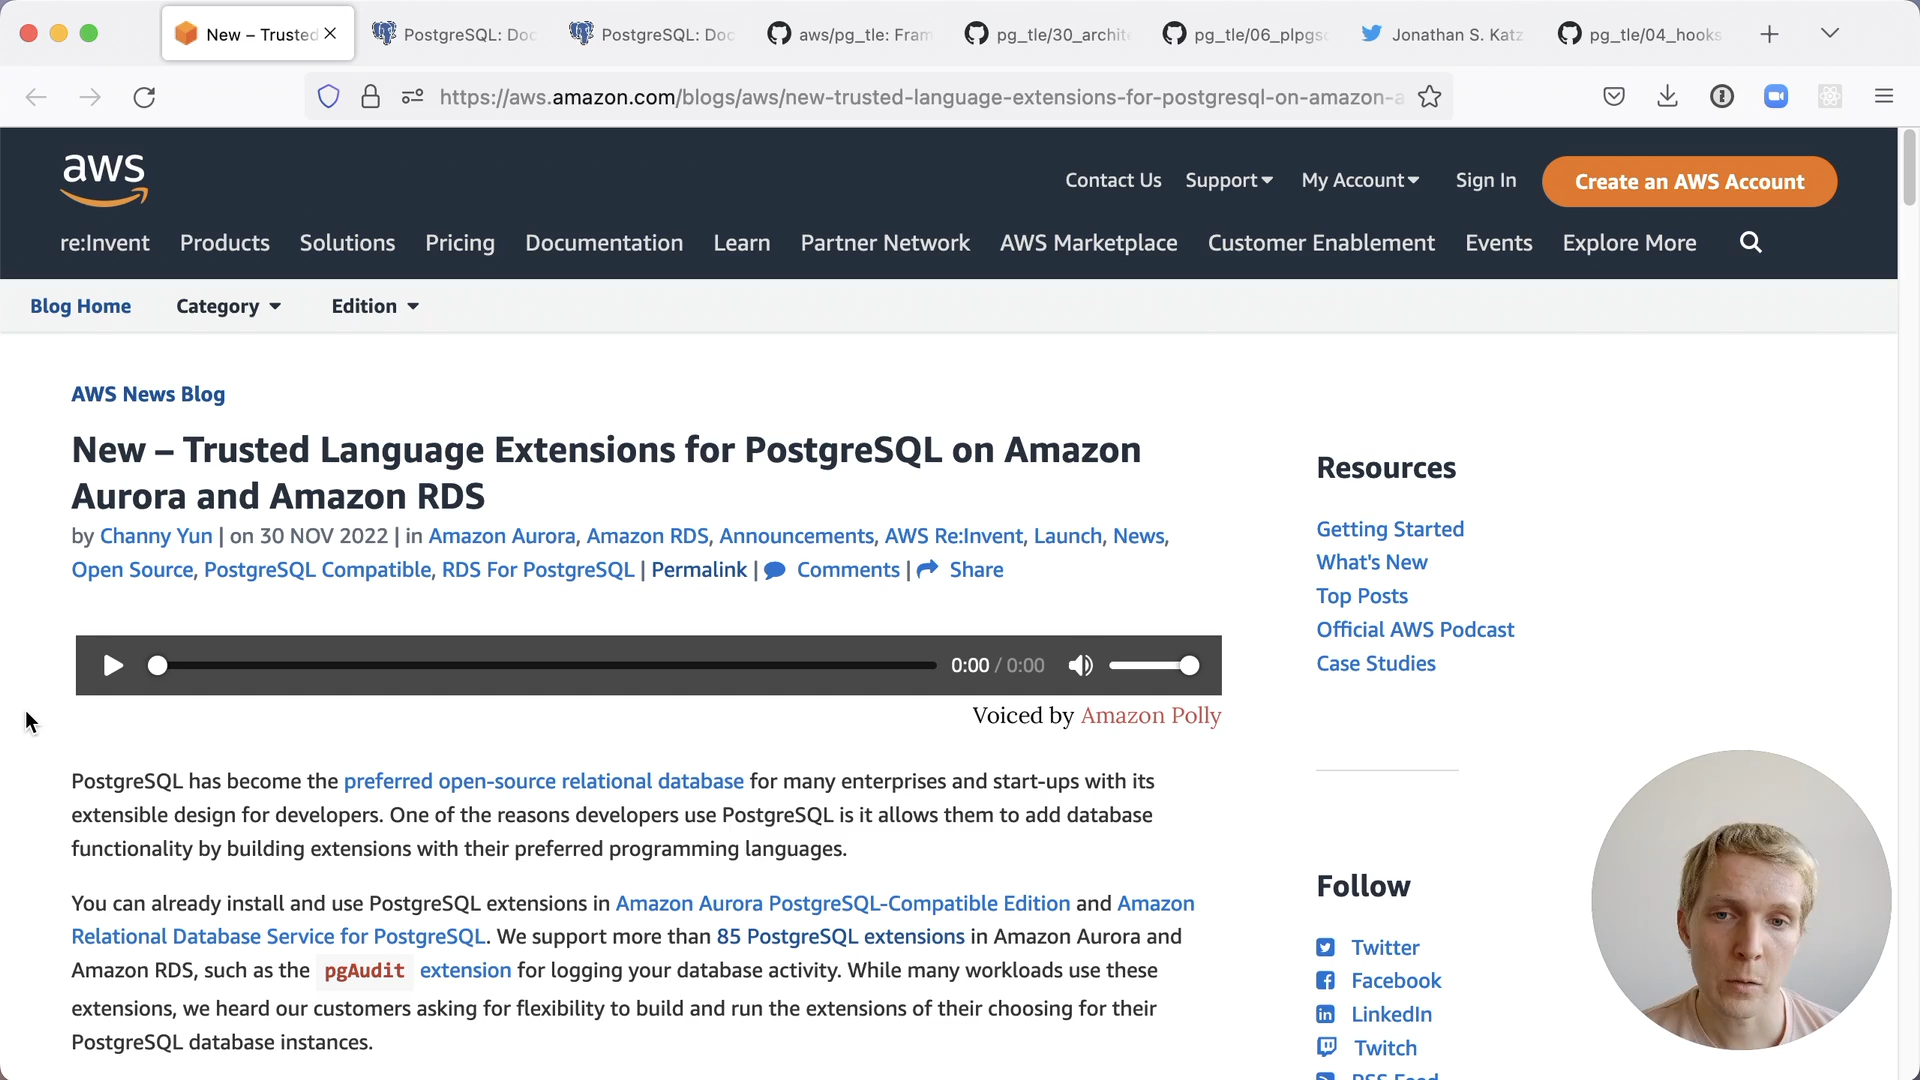 New – Trusted
PostgreSQL: Doc
PostgreSQL: Doc
aws/pg_tle: Fram
pg_tle/30_archite
pg_tle/06_plpgs
Jonathan S. Katz
pg_tle/04_hooks
https://aws.amazon.com/blogs/aws/new-trusted-language-extensions-for-postgresql-on-amazon-a
aws
Contact Us Support My Account Sign In Create an AWS Account
re:Invent Products Solutions Pricing Documentation Learn Partner Network AWS Marketplace Customer Enablement Events Explore More
Blog Home Category Edition
AWS News Blog
New – Trusted Language Extensions for PostgreSQL on Amazon
Aurora and Amazon RDS
by Channy Yun | on 30 NOV 2022 | in Amazon Aurora, Amazon RDS, Announcements, AWS Re:Invent, Launch, News,
Open Source, PostgreSQL Compatible, RDS For PostgreSQL | Permalink | Comments | Share
0:00 / 0:00
Voiced by Amazon Polly
PostgreSQL has become the preferred open-source relational database for many enterprises and start-ups with its
extensible design for developers. One of the reasons developers use PostgreSQL is it allows them to add database
functionality by building extensions with their preferred programming languages.
You can already install and use PostgreSQL extensions in Amazon Aurora PostgreSQL-Compatible Edition and Amazon
Relational Database Service for PostgreSQL. We support more than 85 PostgreSQL extensions in Amazon Aurora and
Amazon RDS, such as the pgAudit extension for logging your database activity. While many workloads use these
extensions, we heard our customers asking for flexibility to build and run the extensions of their choosing for their
PostgreSQL database instances.
Resources
Getting Started
What's New
Top Posts
Official AWS Podcast
Case Studies
Follow
Twitter
Facebook
LinkedIn
Twitch
RSS Feed